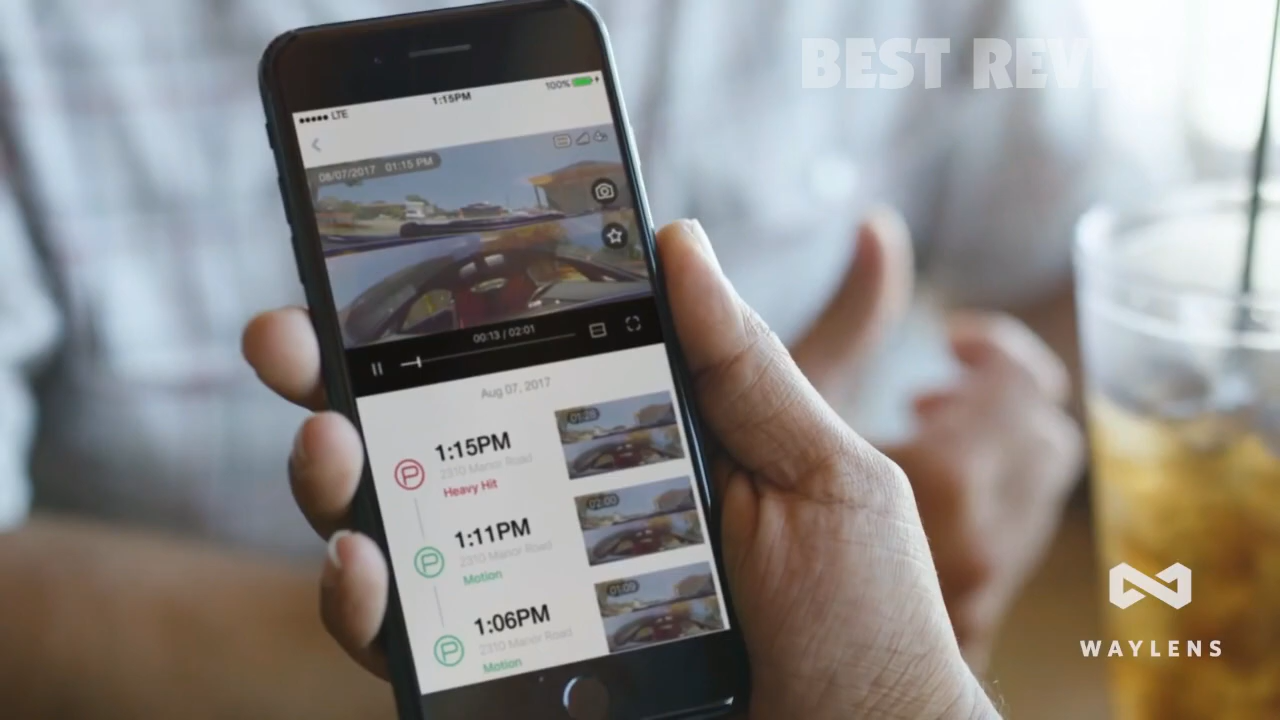 BEST REV
●●●●● LTE
1:15PM
100%
08/07/2017 01:15 PM
00:13 / 02:01
Aug 07, 2017
1:15PM
2310 Manor Road
Heavy Hit
01:28
1:11PM
2310 Manor Road
Motion
02:00
1:06PM
2310 Manor Road
Motion
01:09
WAYLENS